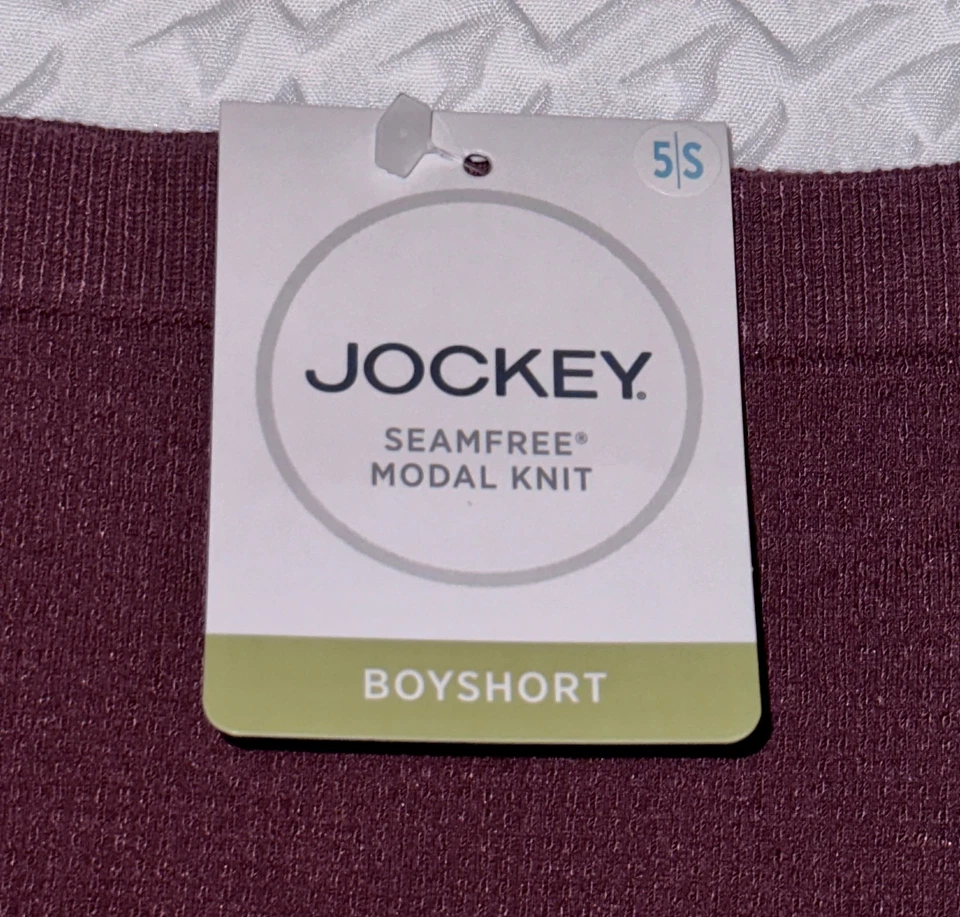 5|S
JOCKEY®
SEAMFREE®
MODAL KNIT
BOYSHORT